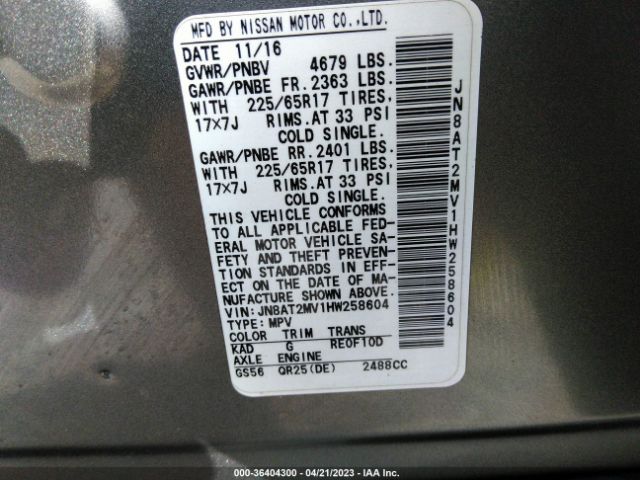 MFD BY NISSAN MOTOR CO.,LTD.
DATE 11/16
GVWR/PNBV 4679 LBS.
GAWR/PNBE FR. 2363 LBS.
WITH 225/65R17 TIRES,
17×7J RIMS.AT 33 PSI
COLD SINGLE.
GAWR/PNBE RR. 2401 LBS.
WITH 225/65R17 TIRES,
17×7J RIMS.AT 33 PSI
COLD SINGLE.
THIS VEHICLE CONFORMS
TO ALL APPLICABLE FED-
ERAL MOTOR VEHICLE SA-
FETY AND THEFT PREVEN-
TION STANDARDS IN EFF-
ECT ON THE DATE OF MA-
NUFACTURE SHOWN ABOVE.
VIN: JN8AT2MV1HW258604
TYPE: MPV
COLOR TRIM TRANS
KAD G RE0F10D
AXLE ENGINE
GS56 QR25(DE) 2488CC
JN8AT2MV1HW258604
000-36404300 - 04/21/2023 - IAA Inc.